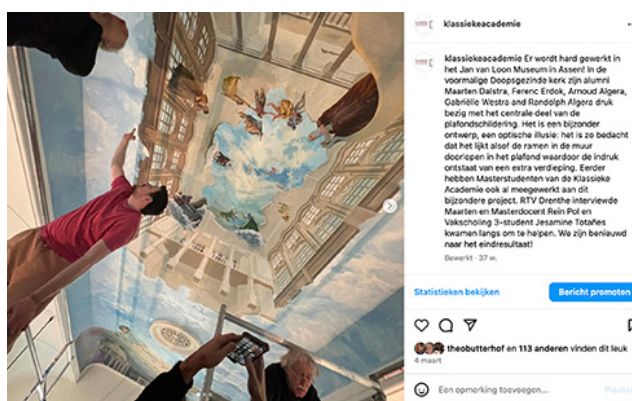 klassiekeacademie
klassiekeacademie Er wordt hard gewerkt in
het Jan van Loon Museum in Assen! In de
voormalige Doopsgezinde kerk zijn alumni
Maarten Dalstra, Ferenc Erdok, Arnoud Algera,
Gabriëlle Westra and Randolph Algera druk
bezig met het centrale deel van de
plafondschildering. Het is een bijzonder
ontwerp, een optische illusie: het is zo bedacht
dat het lijkt alsof de ramen in de muur
doorlopen in het plafond waardoor de indruk
ontstaat van een extra verdieping. Eerder
hebben Masterstudenten van de Klassieke
Academie ook al meegewerkt aan dit
bijzondere project. RTV Drenthe interviewde
Maarten en Masterdocent Rein Pol en
Vakscholing 3-student Jesamine Totañes
kwamen langs om te helpen. We zijn benieuwd
naar het eindresultaat!
Bewerkt · 37 w.
Statistieken bekijken
Bericht promoten
theobutterhof en 113 anderen vinden dit leuk
4 maart
Een opmerking toevoegen...
Plaatsen